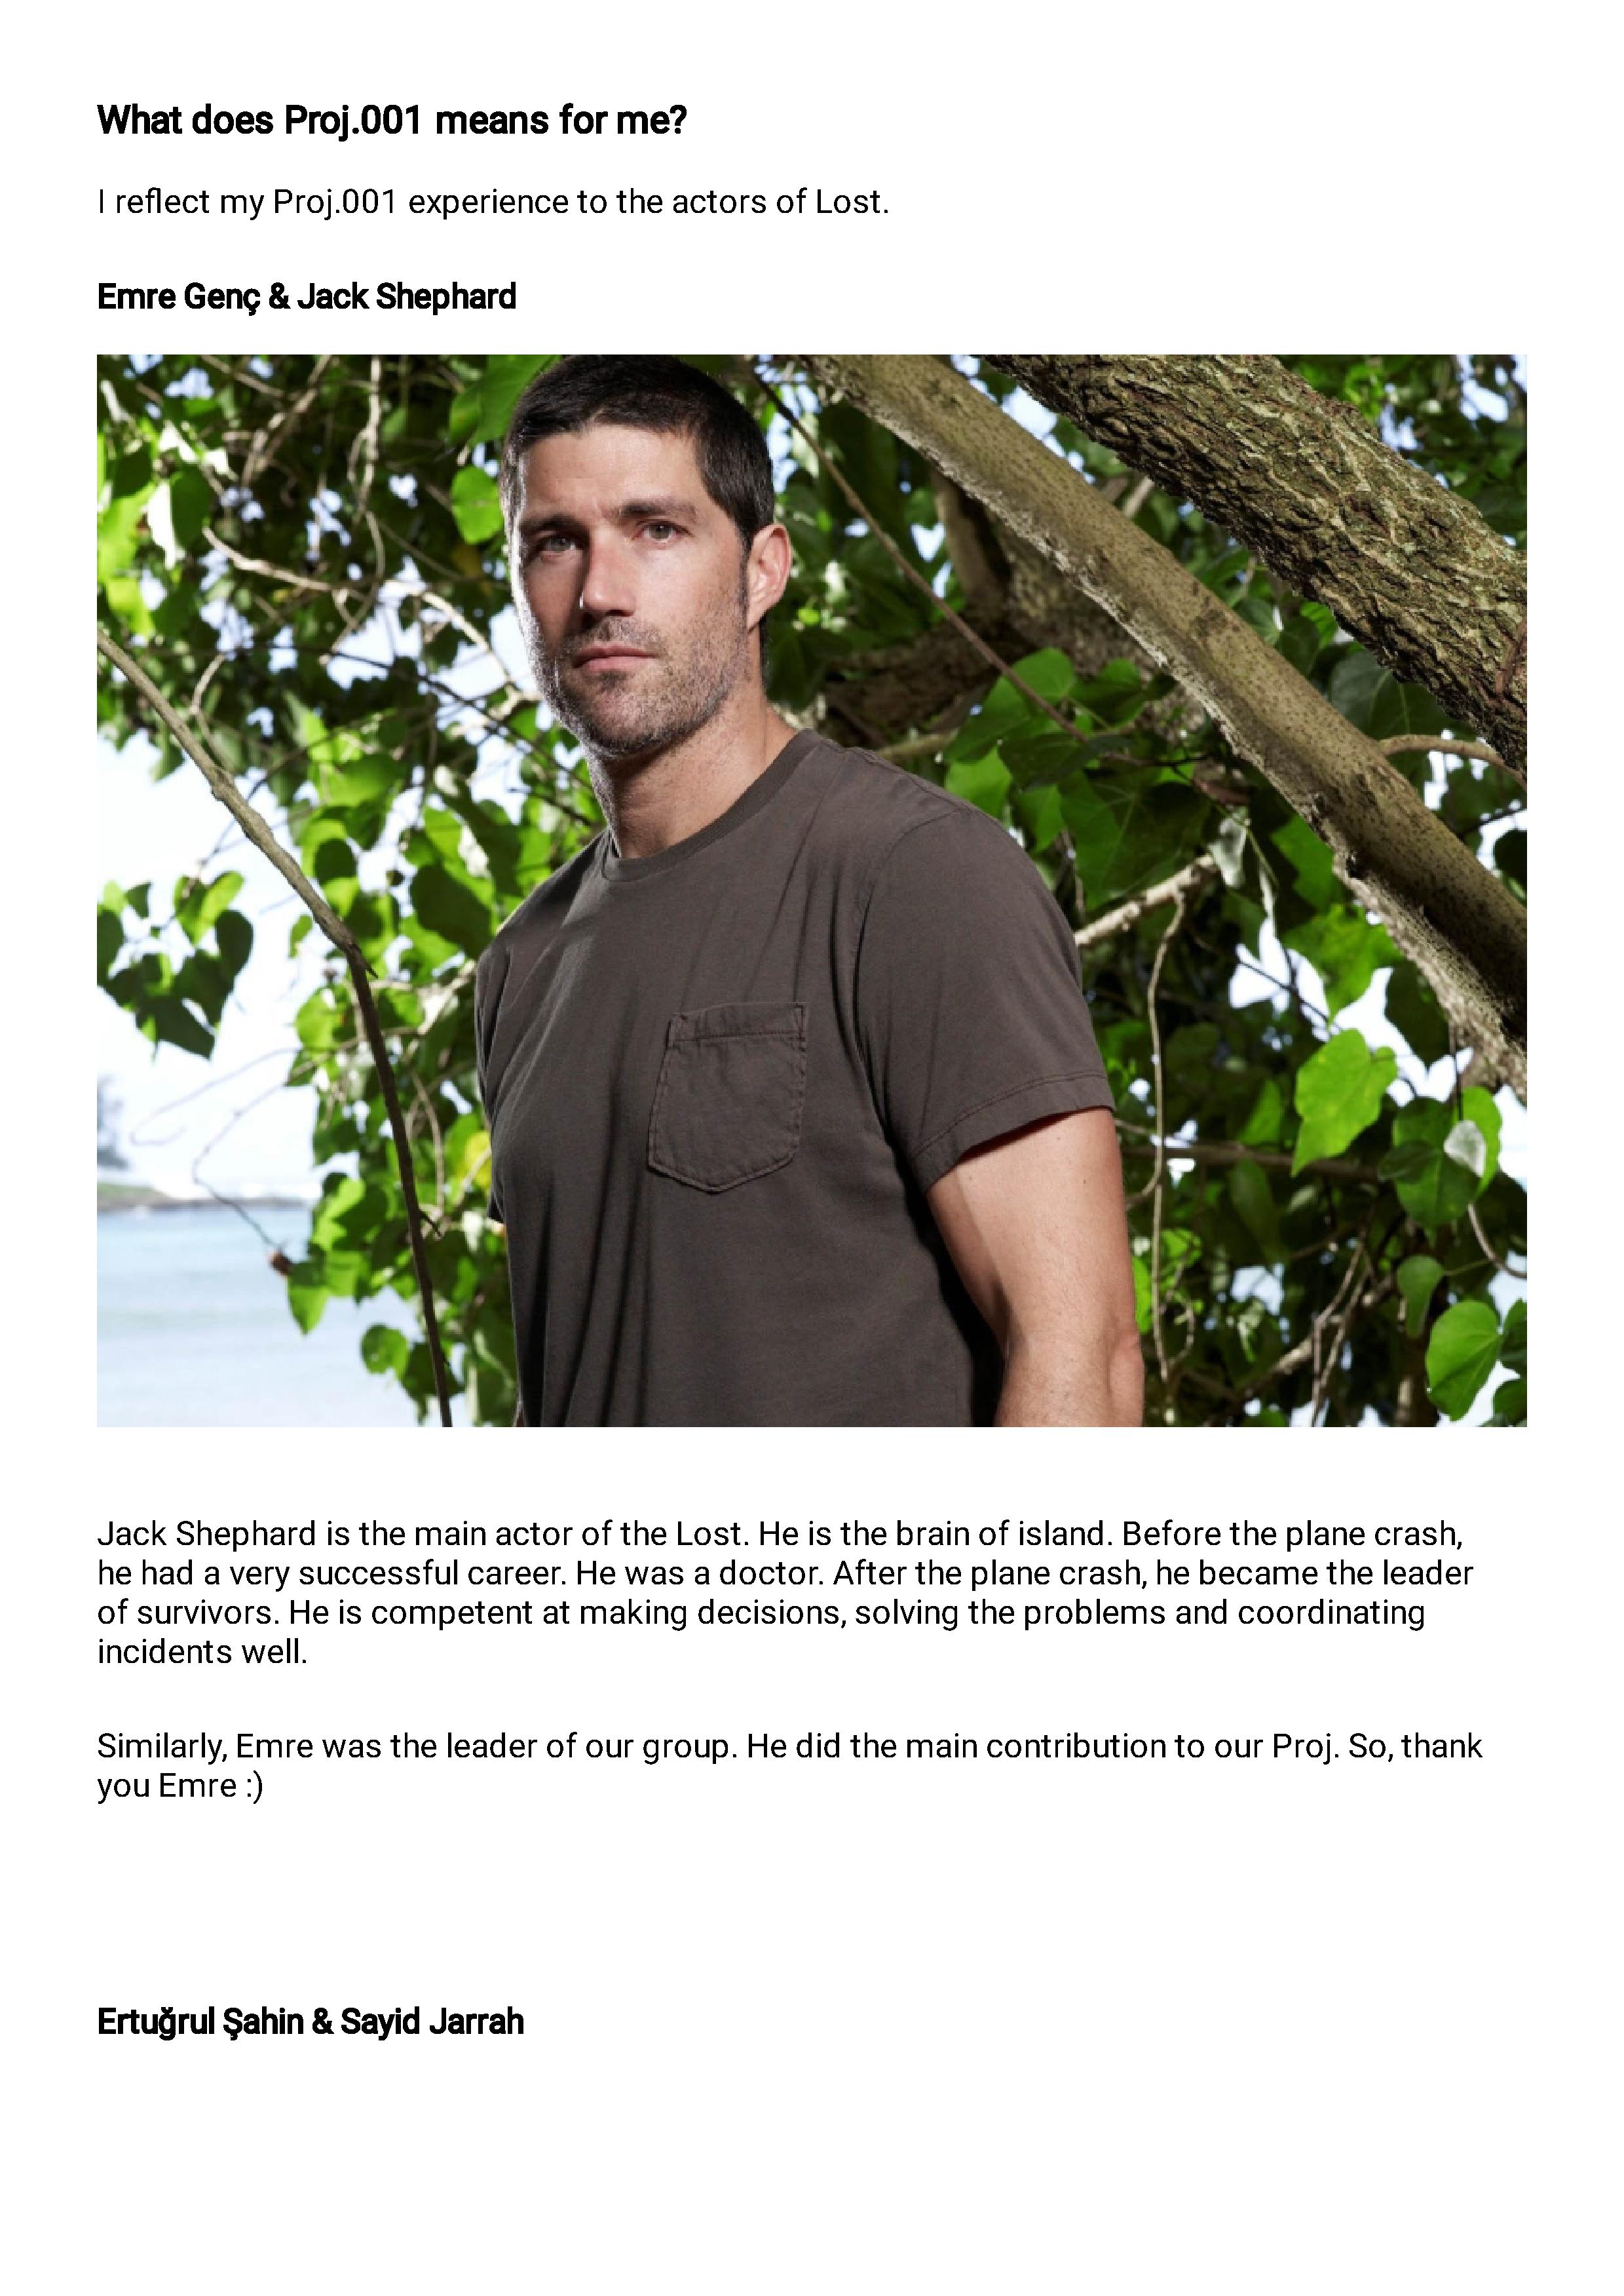 What does Proj.001 means for me?
I reflect my Proj.001 experience to the actors of Lost.
Emre Genç & Jack Shephard
Jack Shephard is the main actor of the Lost. He is the brain of island. Before the plane crash,
he had a very successful career. He was a doctor. After the plane crash, he became the leader
of survivors. He is competent at making decisions, solving the problems and coordinating
incidents well.
Similarly, Emre was the leader of our group. He did the main contribution to our Proj. So, thank
you Emre :)
Ertuğrul Şahin & Sayid Jarrah